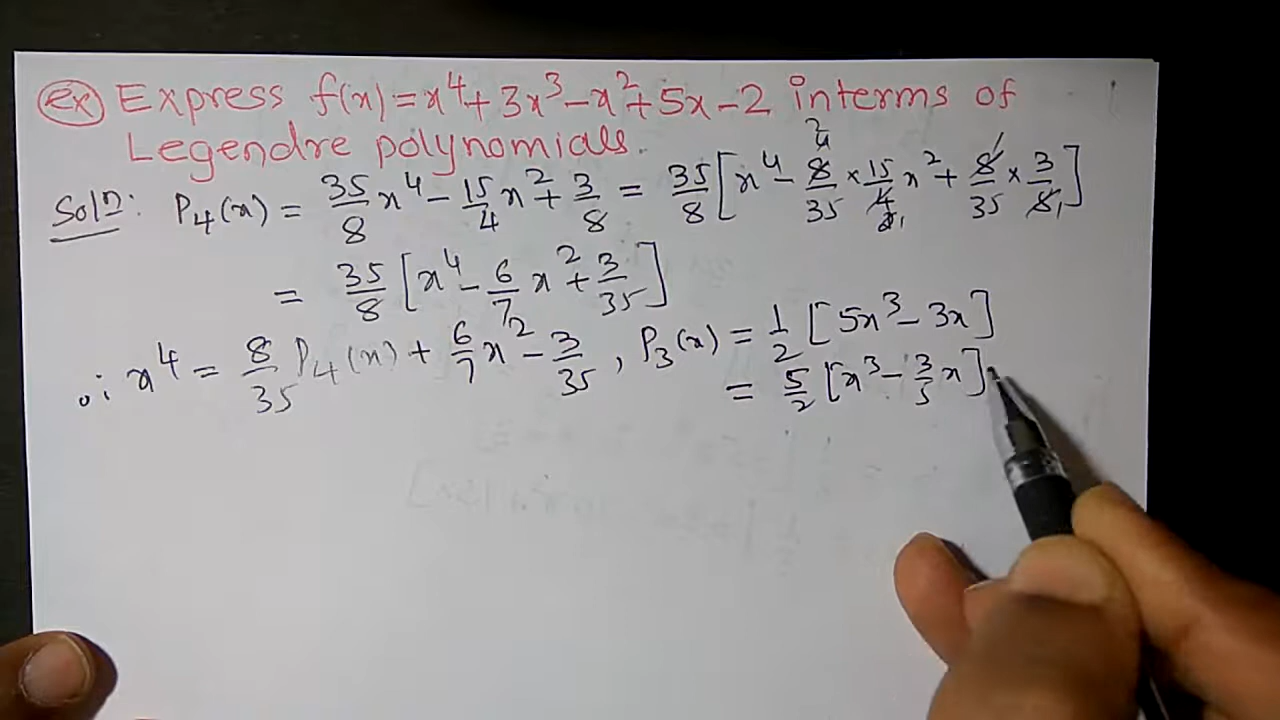 ex Express f(x) = x⁴ + 3x³ - x² + 5x - 2 interms of
Legendre polynomials.
Solⁿ: P₄(x) = 35/8 x⁴ - 15/4 x² + 3/8 = 35/8 [x⁴ - 8/35 × 15/4 x² + 8/35 × 3/8]
= 35/8 [x⁴ - 6/7 x² + 3/35]
∴ x⁴ = 8/35 P₄(x) + 6/7 x² - 3/35 , P₃(x) = 1/2 [5x³ - 3x]
= 5/2 [x³ - 3/5 x]